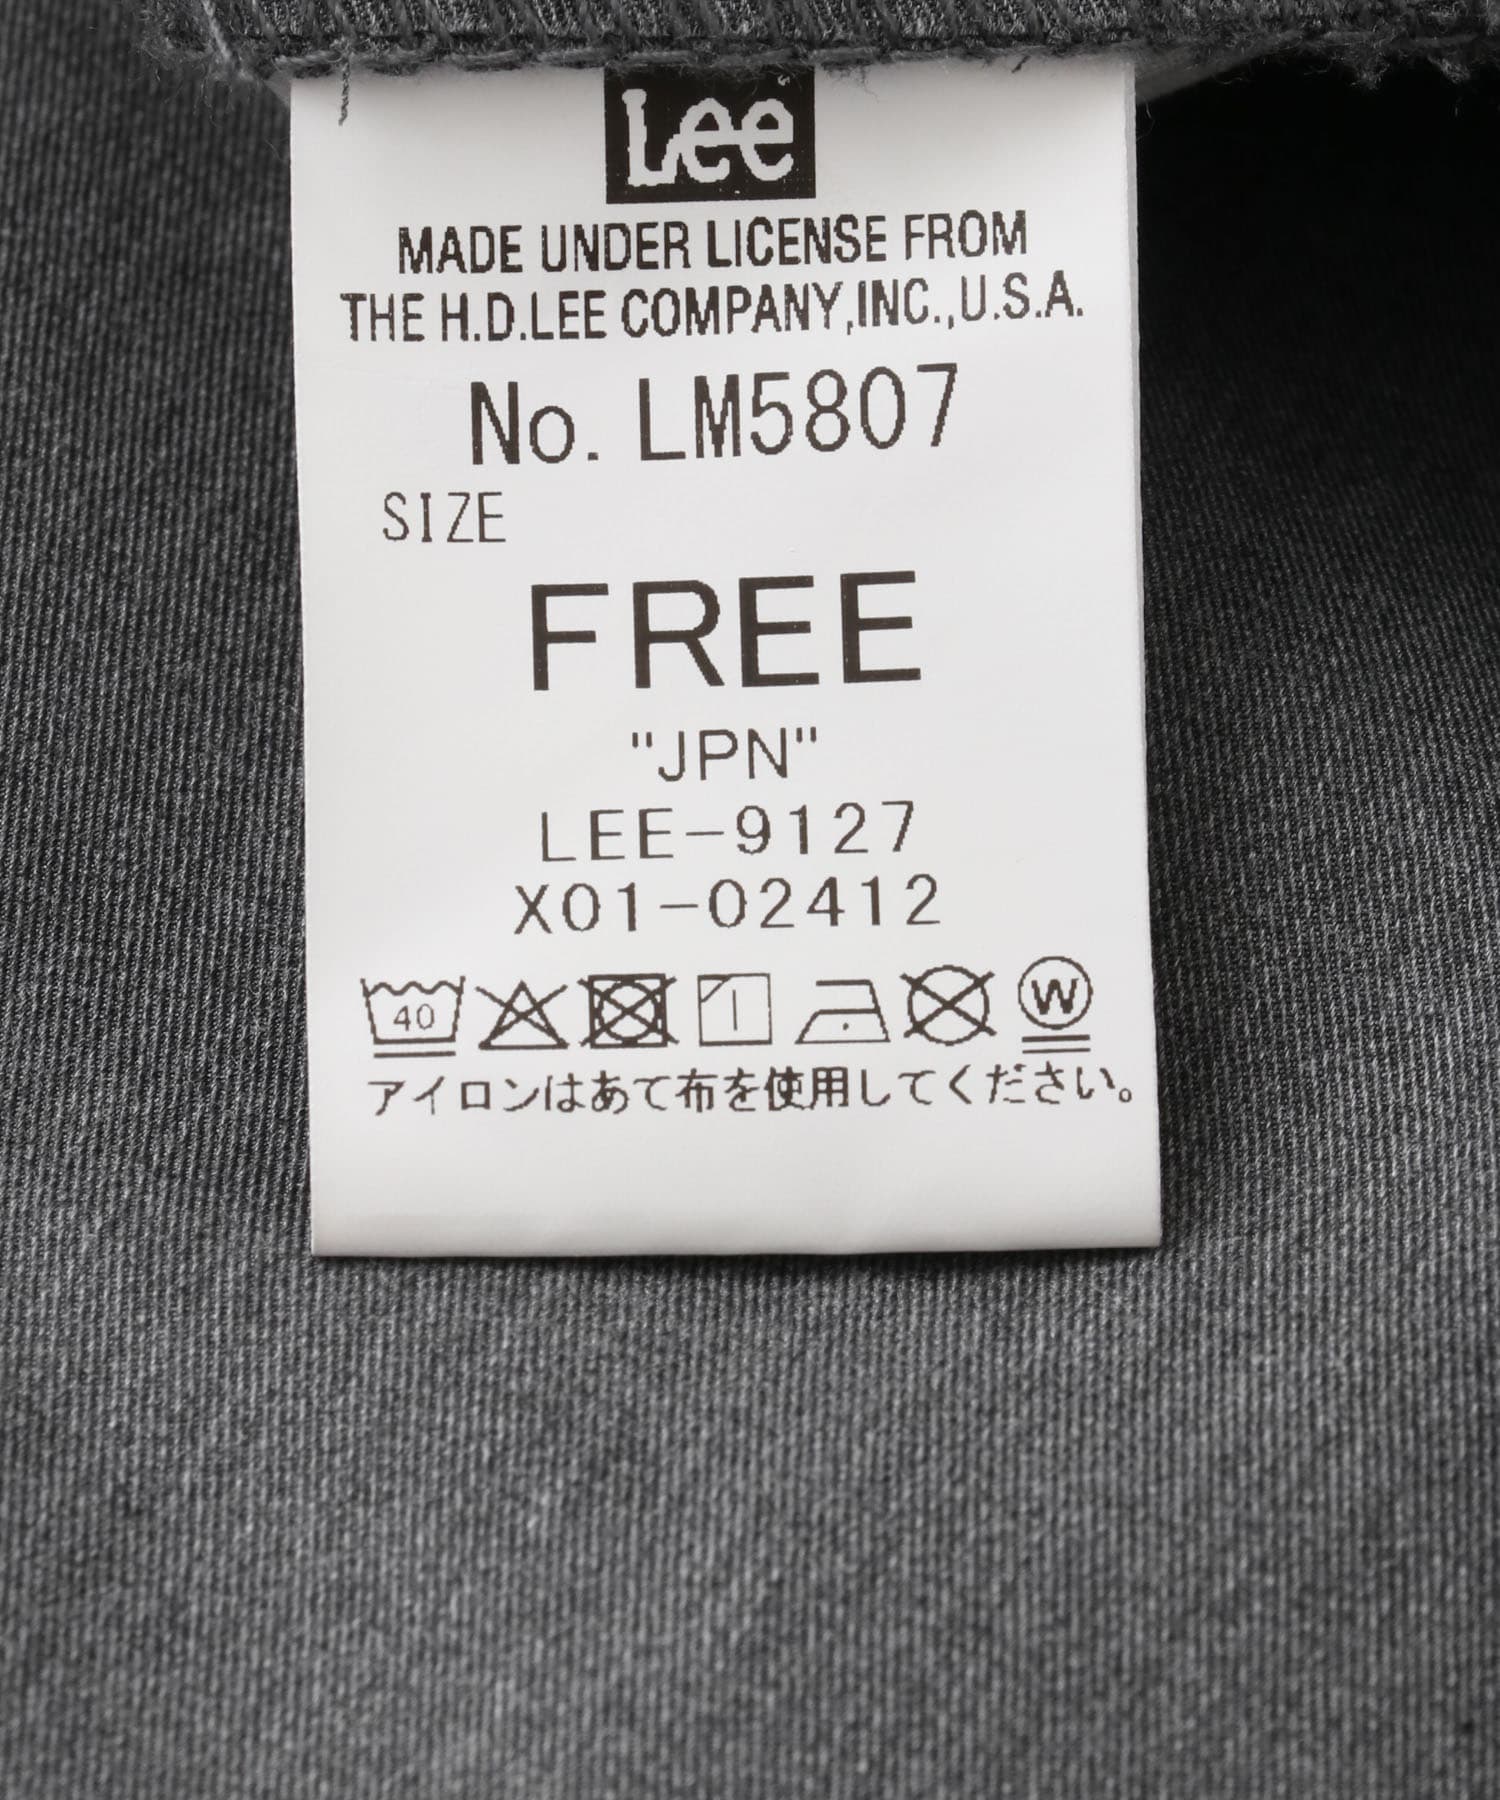 Lee
MADE UNDER LICENSE FROM
THE H.D.LEE COMPANY,INC.,U.S.A.
No. LM5807
SIZE
FREE
"JPN"
LEE-9127
X01-02412
40 W
アイロンはあて布を使用してください。